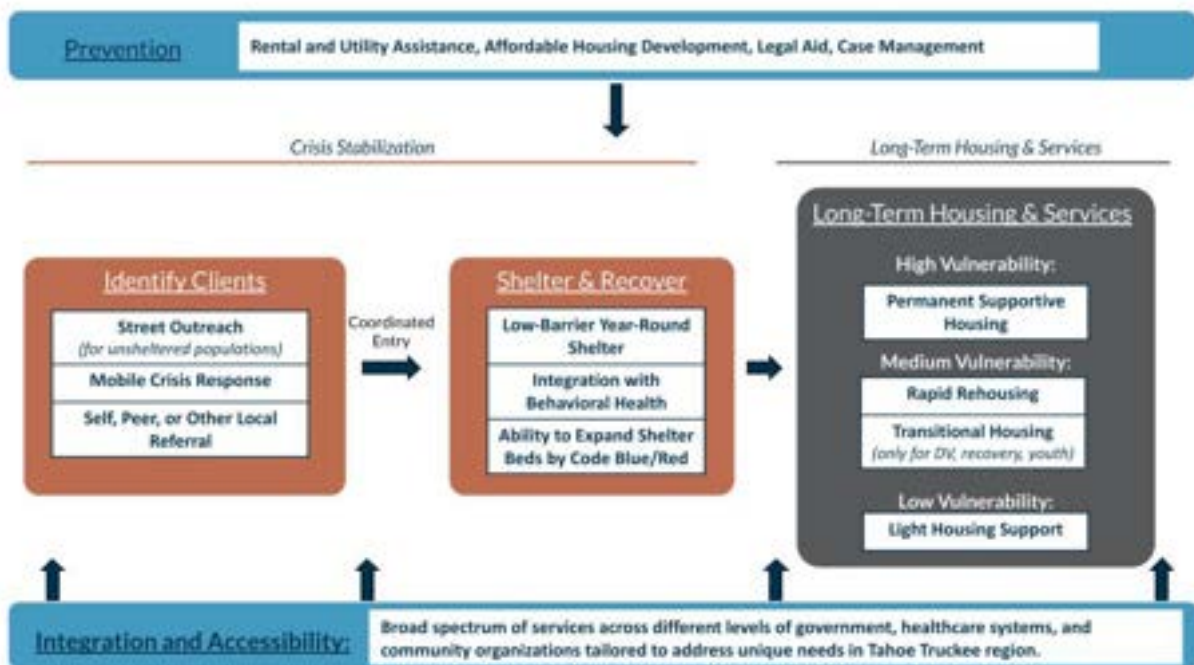 Prevention
Rental and Utility Assistance, Affordable Housing Development, Legal Aid, Case Management
Crisis Stabilization
Long-Term Housing & Services
Identify Clients
Street Outreach
(for unsheltered populations)
Mobile Crisis Response
Self, Peer, or Other Local
Referral
Coordinated
Entry
Shelter & Recover
Low-Barrier Year-Round
Shelter
Integration with
Behavioral Health
Ability to Expand Shelter
Beds by Code Blue/Red
Long-Term Housing & Services
High Vulnerability:
Permanent Supportive
Housing
Medium Vulnerability:
Rapid Rehousing
Transitional Housing
(only for DV, recovery, youth)
Low Vulnerability:
Light Housing Support
Integration and Accessibility:
Broad spectrum of services across different levels of government, healthcare systems, and
community organizations tailored to address unique needs in Tahoe Truckee region.